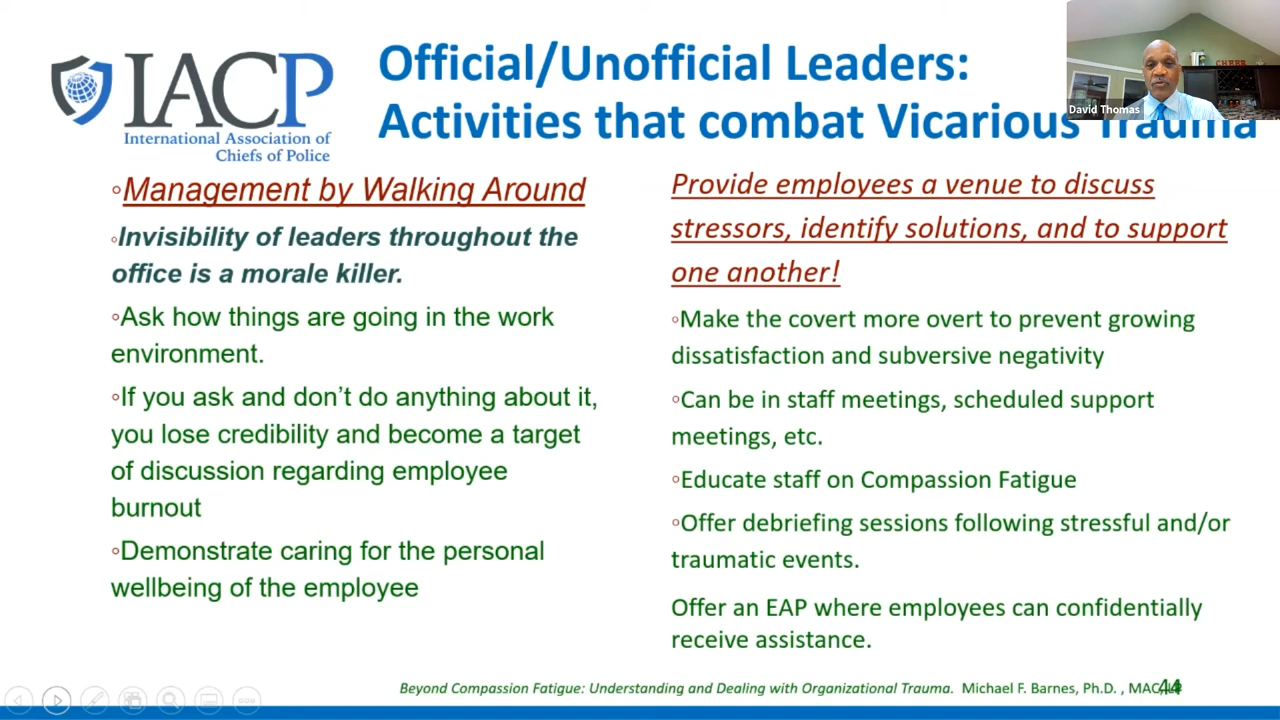 IACP
International Association of
Chiefs of Police
Official/Unofficial Leaders:
Activities that combat Vicarious Trauma
David Thomas
◦Management by Walking Around
◦Invisibility of leaders throughout the
office is a morale killer.
◦Ask how things are going in the work
environment.
◦If you ask and don’t do anything about it,
you lose credibility and become a target
of discussion regarding employee
burnout
◦Demonstrate caring for the personal
wellbeing of the employee
Provide employees a venue to discuss
stressors, identify solutions, and to support
one another!
◦Make the covert more overt to prevent growing
dissatisfaction and subversive negativity
◦Can be in staff meetings, scheduled support
meetings, etc.
◦Educate staff on Compassion Fatigue
◦Offer debriefing sessions following stressful and/or
traumatic events.
Offer an EAP where employees can confidentially
receive assistance.
Beyond Compassion Fatigue: Understanding and Dealing with Organizational Trauma. Michael F. Barnes, Ph.D. , MAC,